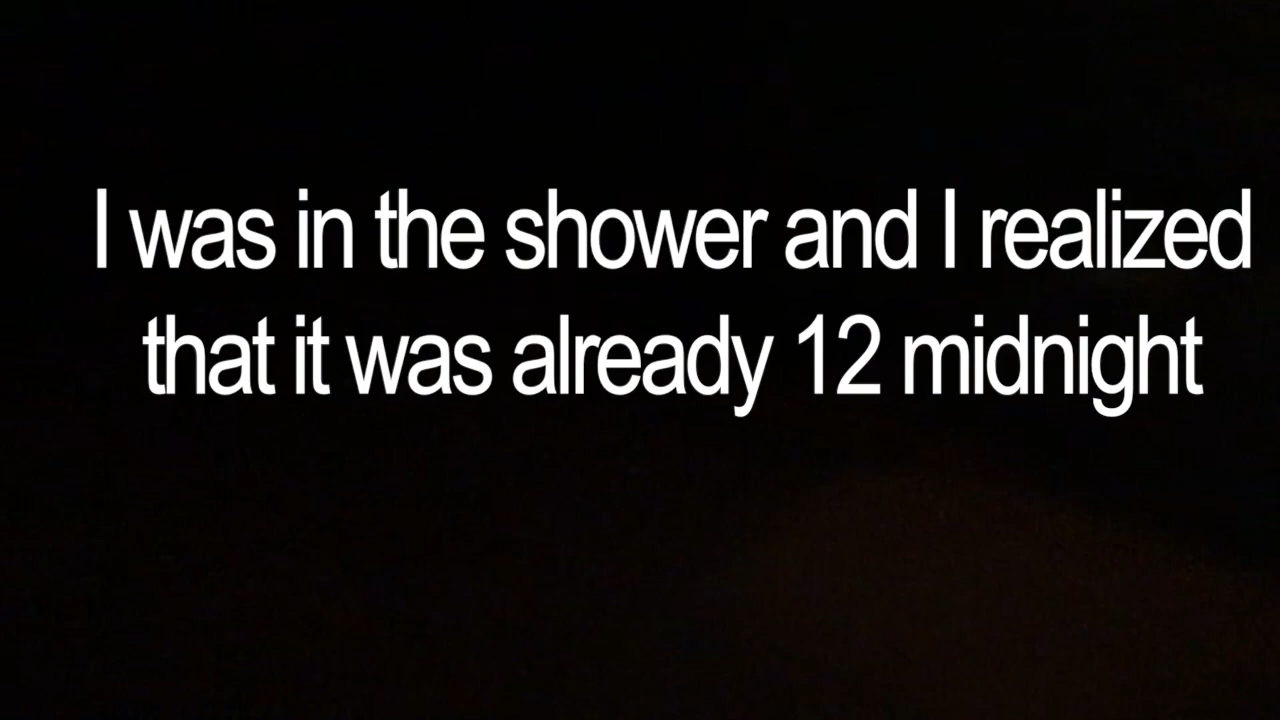 I was in the shower and I realized
that it was already 12 midnight